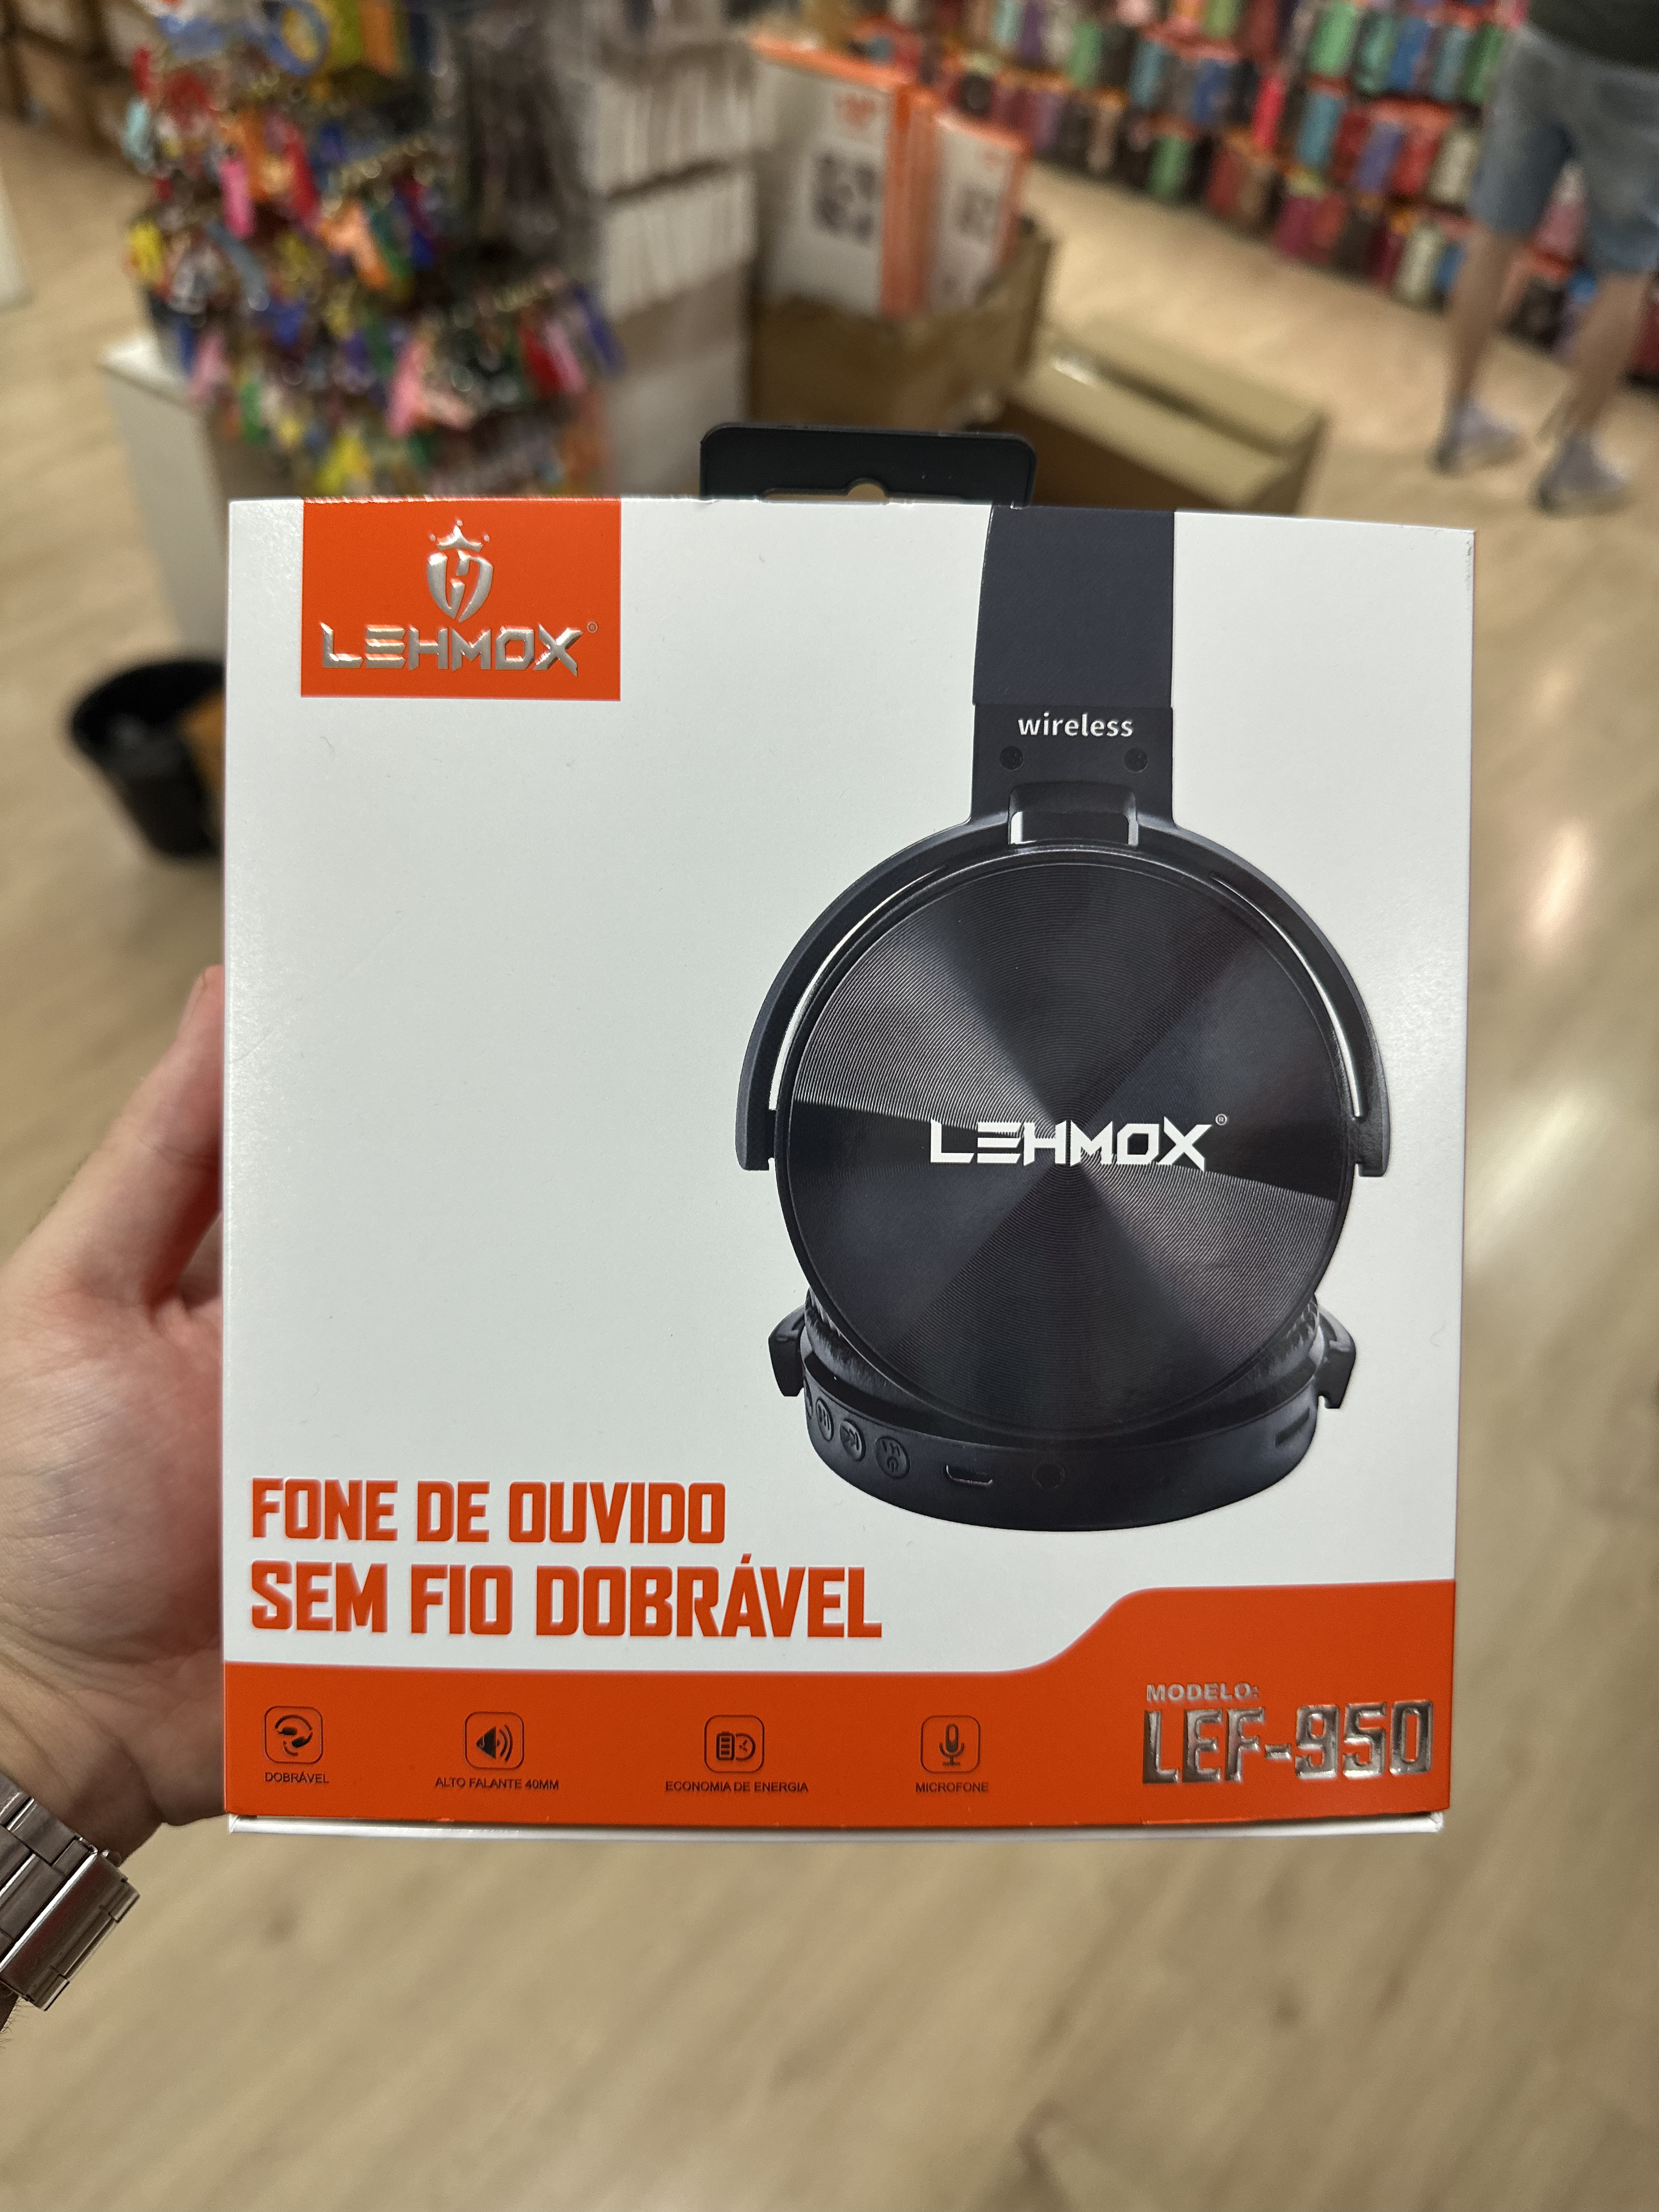 LEHMOX®
wireless
LEHMOX®
FONE DE OUVIDO
SEM FIO DOBRÁVEL
DOBRÁVEL
ALTO FALANTE 40MM
ECONOMIA DE ENERGIA
MICROFONE
MODELO:
LEF-950